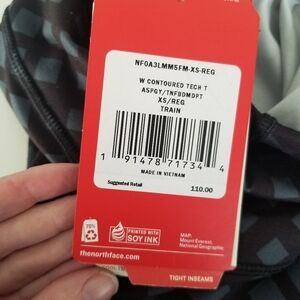 NF0A3LMM5FM-XS-REG
W CONTOURED TECH T
ASPGY/TNFBDMDPT
XS/REG
TRAIN
1 91478 71734 4
MADE IN VIETNAM
Suggested Retail
110.00
PRINTED WITH
SOY INK
MAP:
Mount Everest,
National Geographic
thenorthface.com
TIGHT INSEAMS